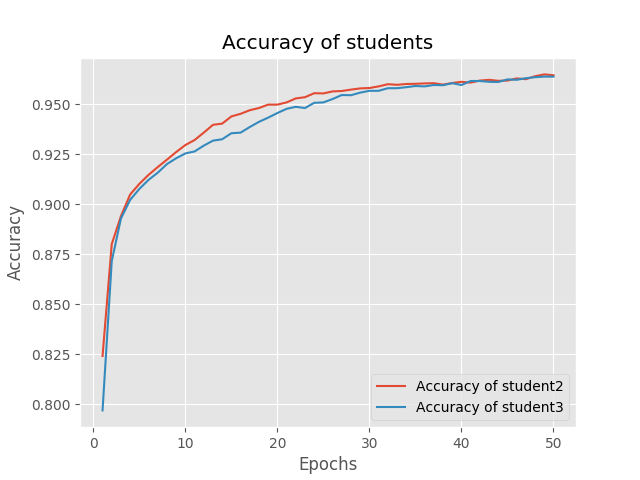 Accuracy of students
Accuracy
0.950
0.925
0.900
0.875
0.850
0.825
0.800
Accuracy of student2
Accuracy of student3
0 10 20 30 40 50
Epochs